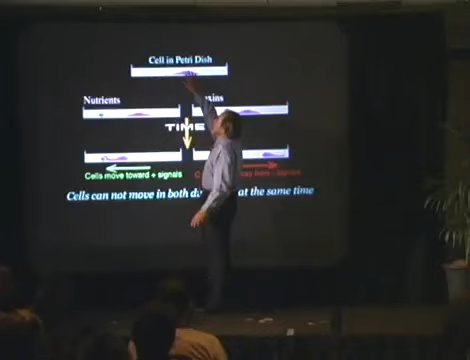 Cell in Petri Dish
Nutrients
TIME
Cells move toward + signals signals
Cells can not move in both at the same time